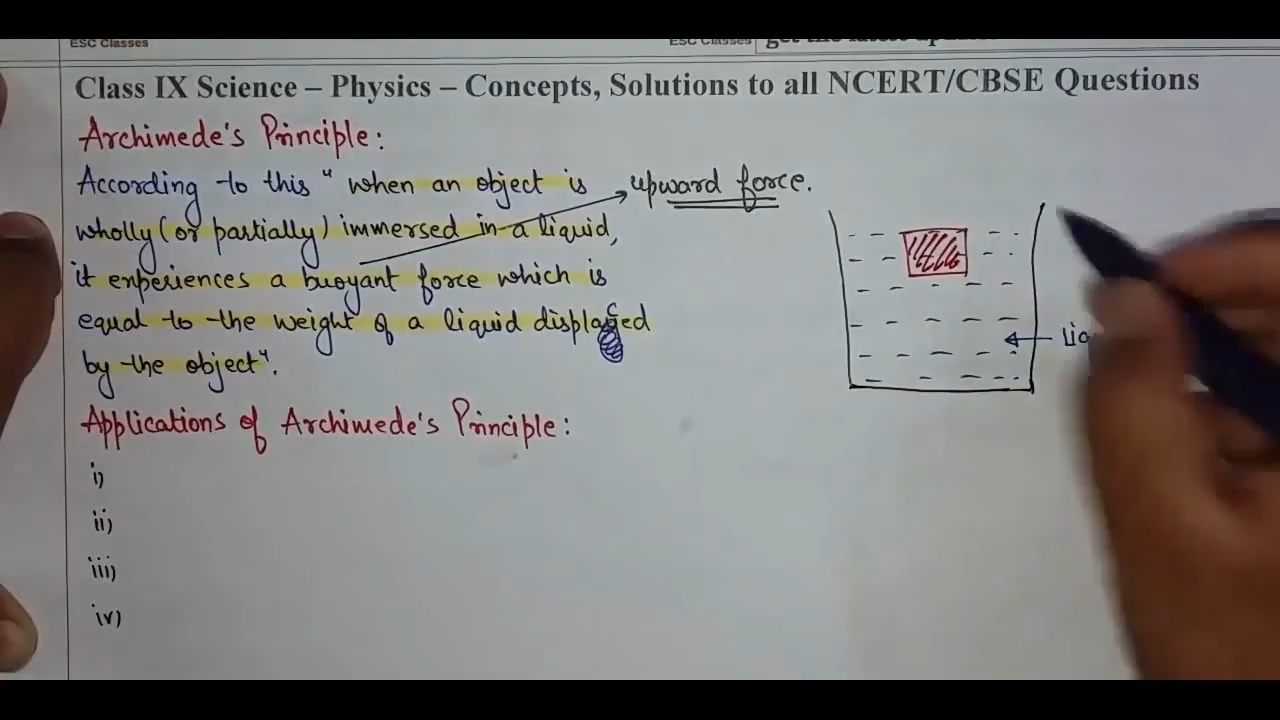 ESC Classes
ESC Classes
Class IX Science – Physics – Concepts, Solutions to all NCERT/CBSE Questions
Archimede's Principle:
According to this " when an object is
upward force.
wholly (or partially) immersed in a liquid,
it experiences a buoyant force which is
equal to the weight of a liquid displaced
by the object".
Applications of Archimede's Principle:
i)
ii)
iii)
iv)